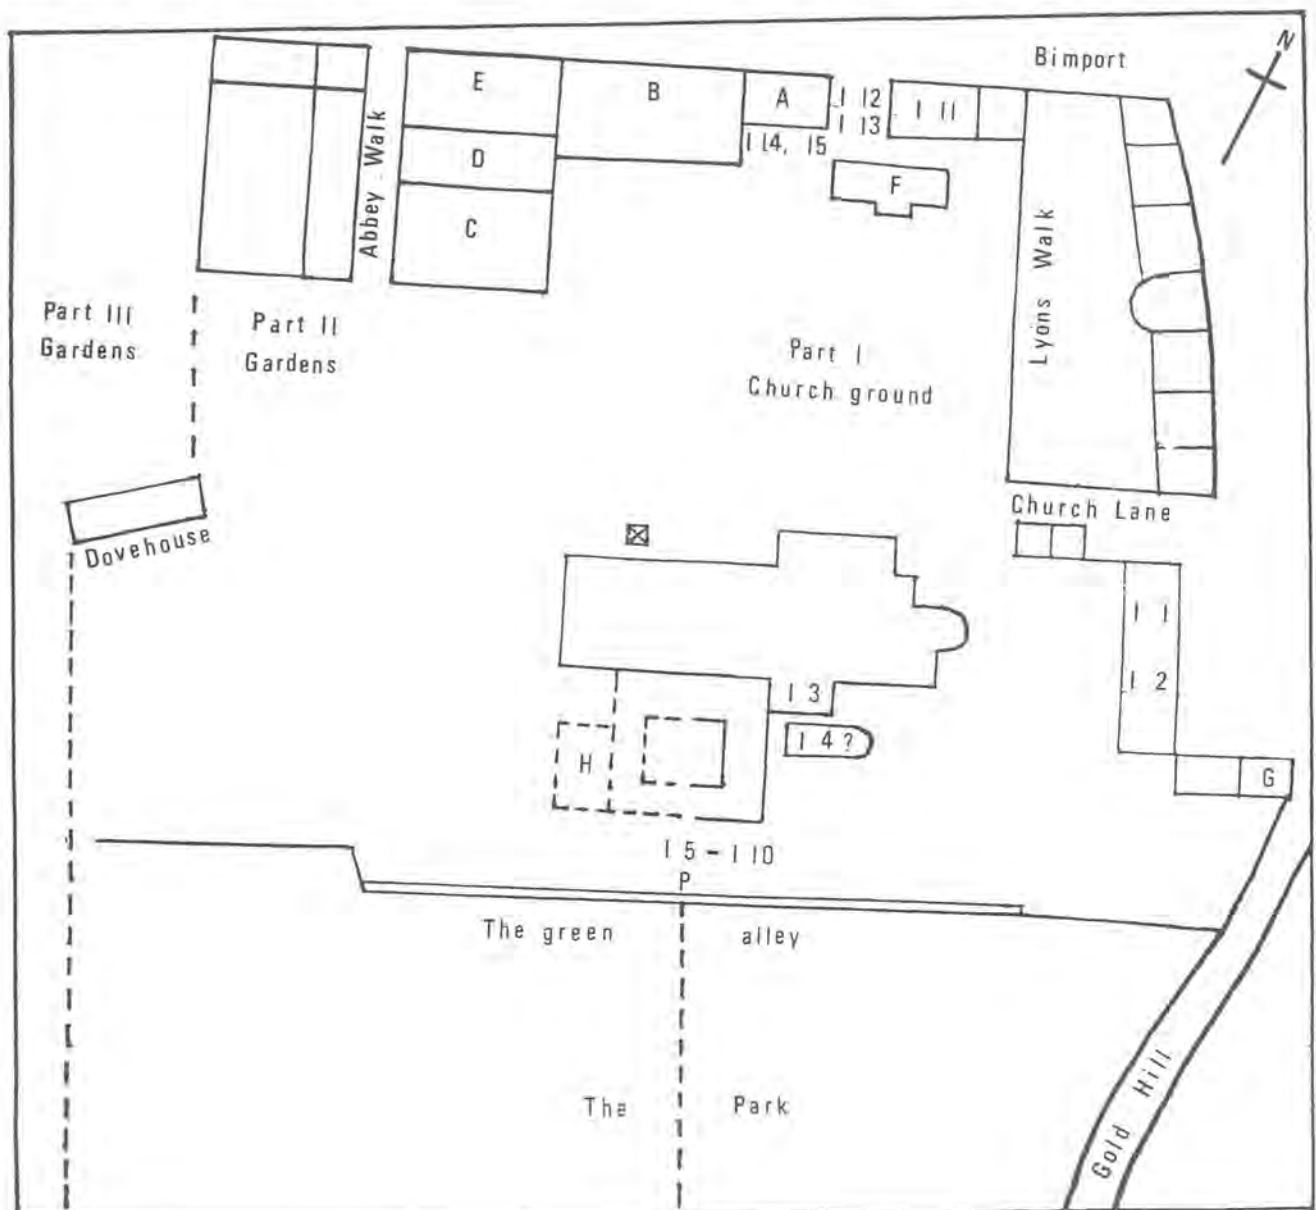 N
Bimport
E
B
A
I 12
I 13
I 11
I 14, 15
D
F
C
Abbey Walk
Lyons Walk
Part III
Gardens
Part II
Gardens
Part I
Church ground
Church Lane
Dovehouse
I 1
I 2
I 3
I 4?
H
G
I 5 - I 10
P
The green alley
The Park
Gold Hill